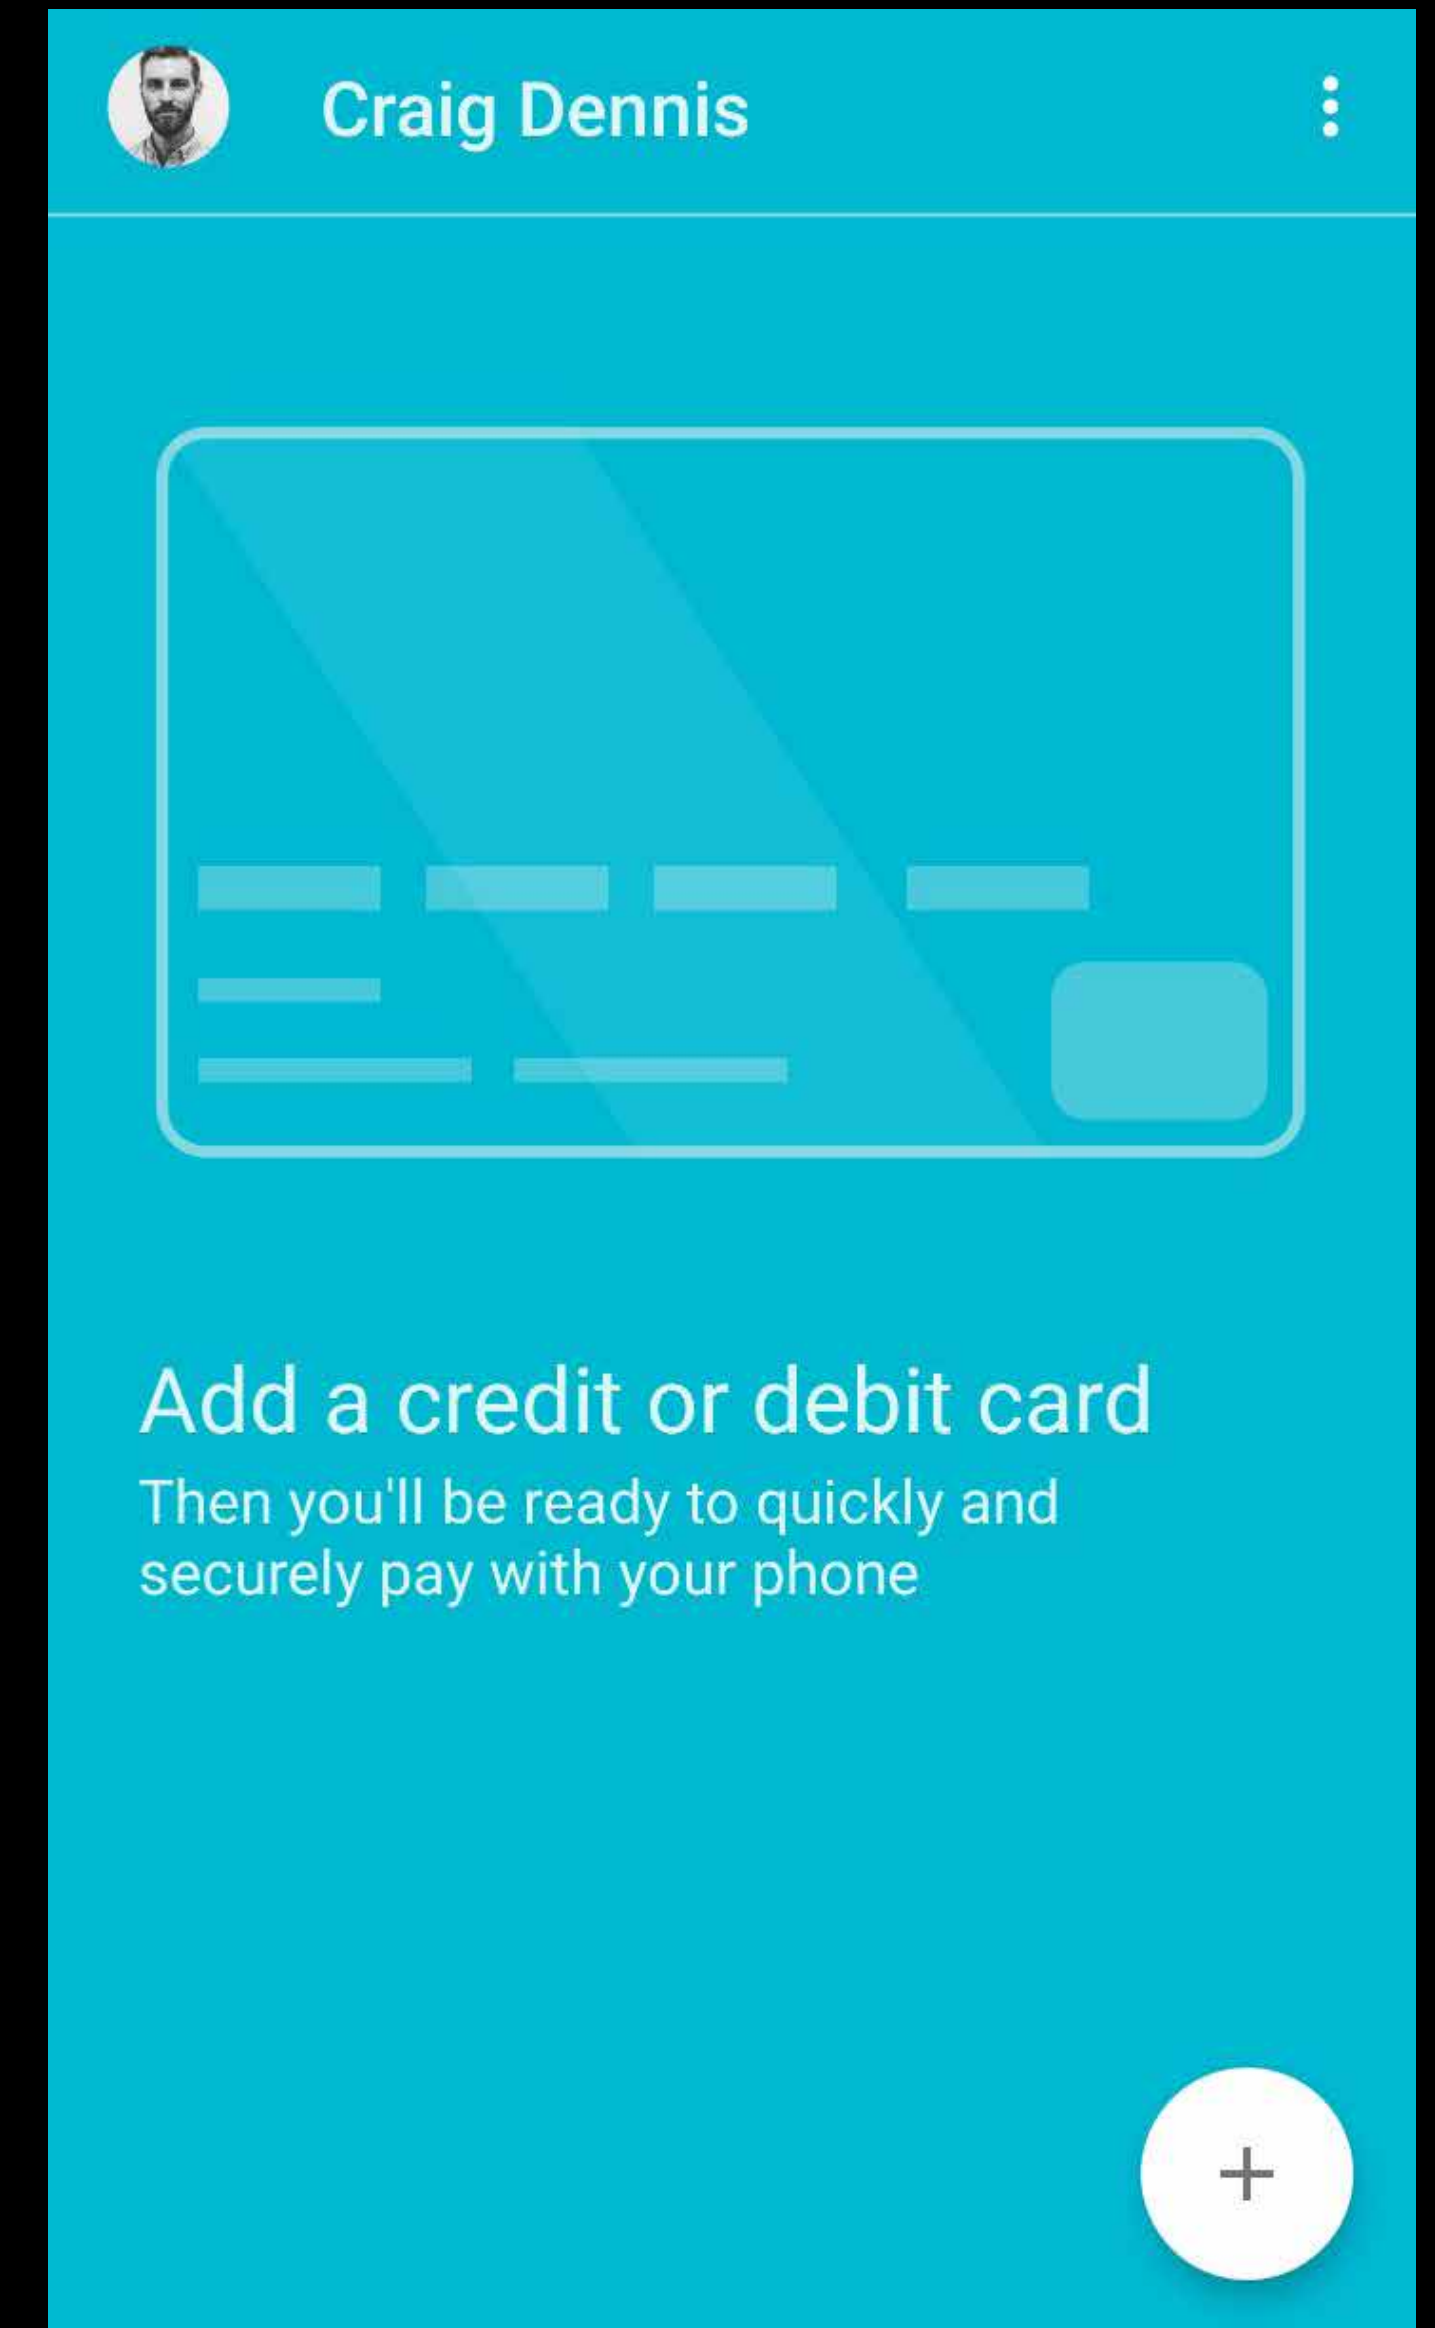 Craig Dennis
Add a credit or debit card
Then you'll be ready to quickly and
securely pay with your phone